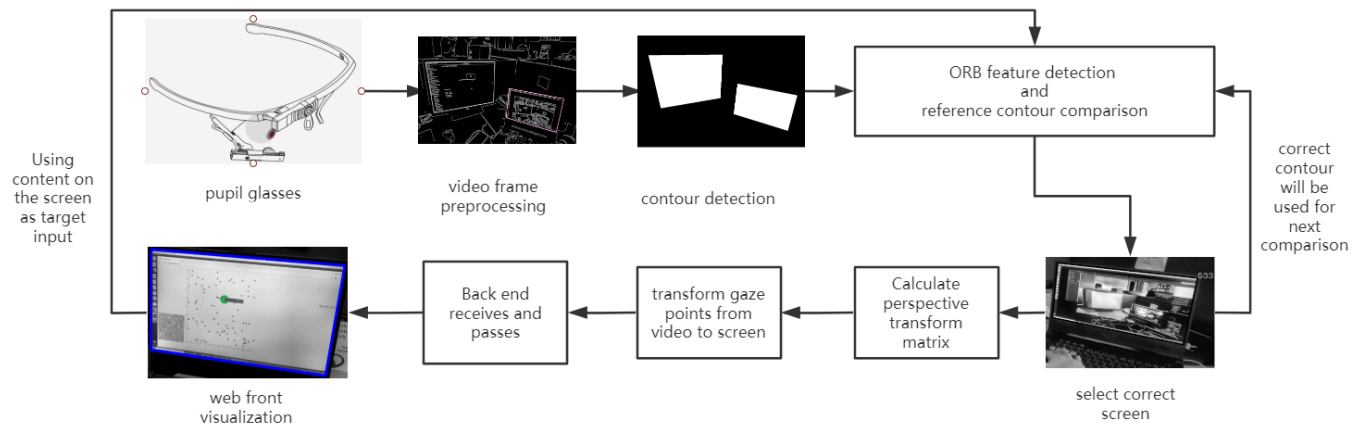 ORB feature detection
and
reference contour comparison
Using
content on
the screen
as target
input
pupil glasses
video frame
preprocessing
contour detection
correct
contour
will be
used for
next
comparison
533
Back end
receives and
passes
transform gaze
points from
video to screen
Calculate
perspective
transform
matrix
web front
visualization
select correct
screen